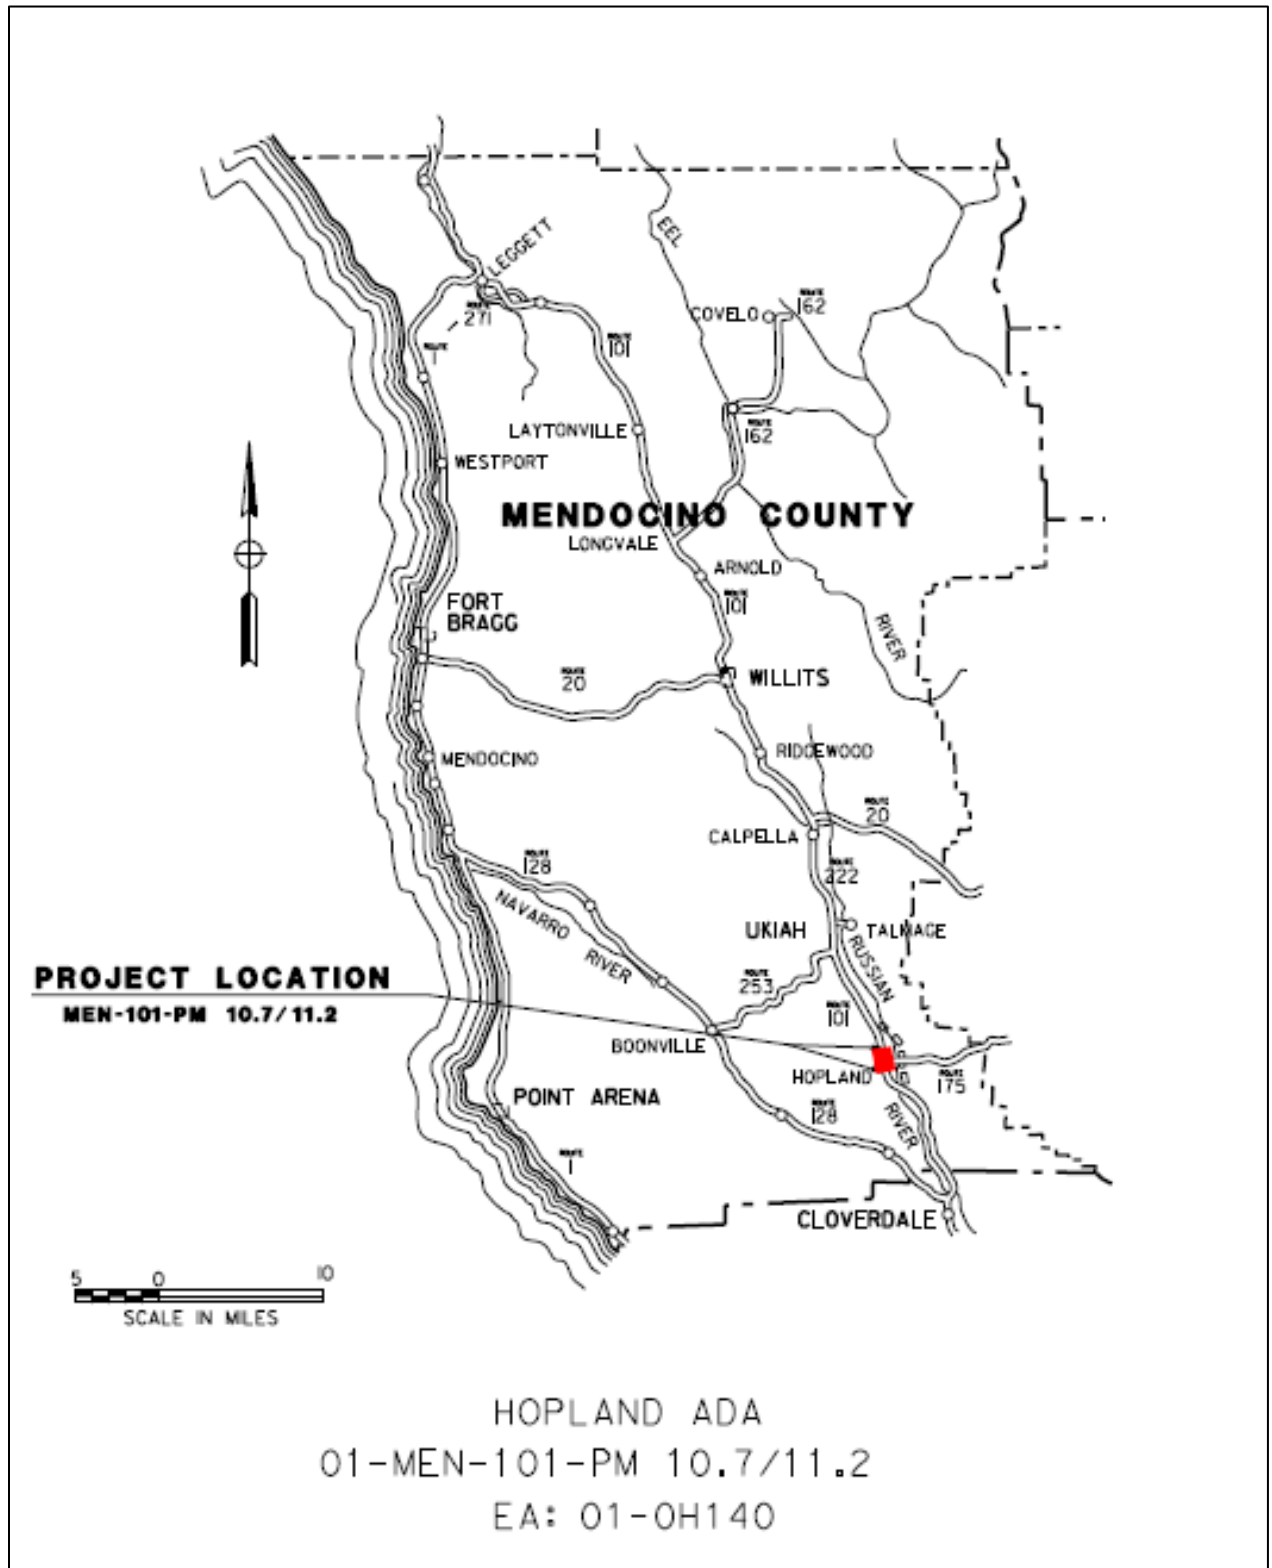 LEGGETT
EEL
ROUTE
271
COVELO
ROUTE
162
ROUTE
1
ROUTE
101
LAYTONVILLE
ROUTE
162
WESTPORT
MENDOCINO COUNTY
LONGVALE
ARNOLD
ROUTE
101
FORT
BRAGG
RIVER
ROUTE
20
WILLITS
MENDOCINO
RIDGEWOOD
ROUTE
20
CALPELLA
ROUTE
128
ROUTE
222
NAVARRO
RIVER
UKIAH
TALMAGE
RUSSIAN
PROJECT LOCATION
MEN-101-PM 10.7/11.2
ROUTE
253
ROUTE
101
BOONVILLE
HOPLAND
ROUTE
175
POINT ARENA
ROUTE
128
RIVER
ROUTE
1
CLOVERDALE
5 0 10
SCALE IN MILES
HOPLAND ADA
01-MEN-101-PM 10.7/11.2
EA: 01-0H140